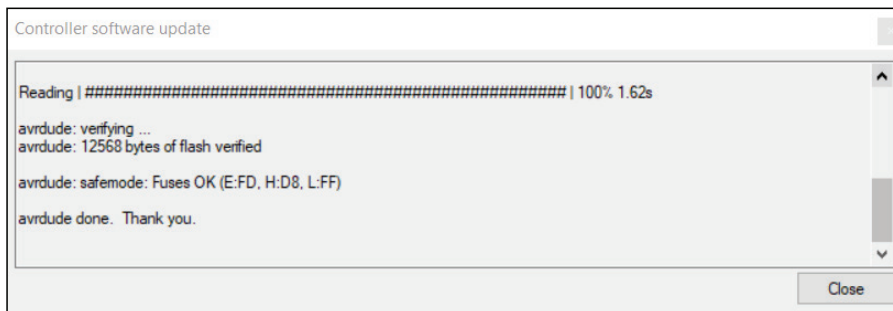 Controller software update
Reading | ################################################## | 100% 1.62s
avrdude: verifying ...
avrdude: 12568 bytes of flash verified
avrdude: safemode: Fuses OK (E:FD, H:D8, L:FF)
avrdude done.  Thank you.
Close